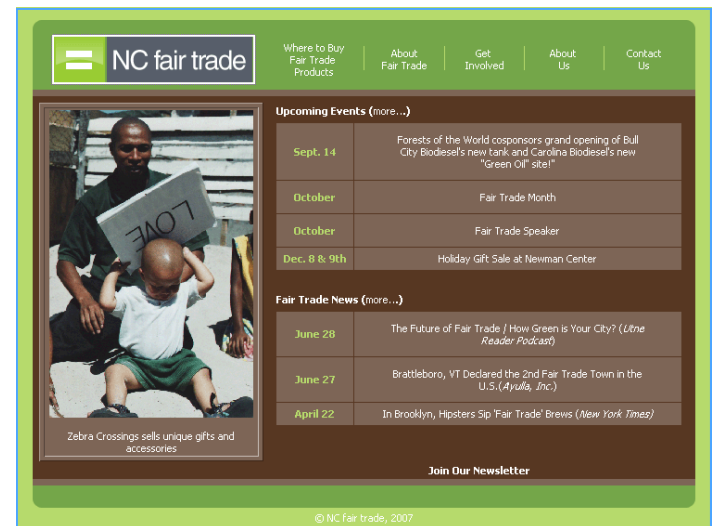 NC fair trade
Where to Buy
Fair Trade
Products
About
Fair Trade
Get
Involved
About
Us
Contact
Us
LOVE
Zebra Crossings sells unique gifts and
accessories
Upcoming Events (more...)
Sept. 14
Forests of the World cosponsors grand opening of Bull
City Biodiesel's new tank and Carolina Biodiesel's new
"Green Oil" site!"
October
Fair Trade Month
October
Fair Trade Speaker
Dec. 8 & 9th
Holiday Gift Sale at Newman Center
Fair Trade News (more...)
June 28
The Future of Fair Trade / How Green is Your City? (Utne
Reader Podcast)
June 27
Brattleboro, VT Declared the 2nd Fair Trade Town in the
U.S.(Ayulla, Inc.)
April 22
In Brooklyn, Hipsters Sip 'Fair Trade' Brews (New York Times)
Join Our Newsletter
© NC fair trade, 2007